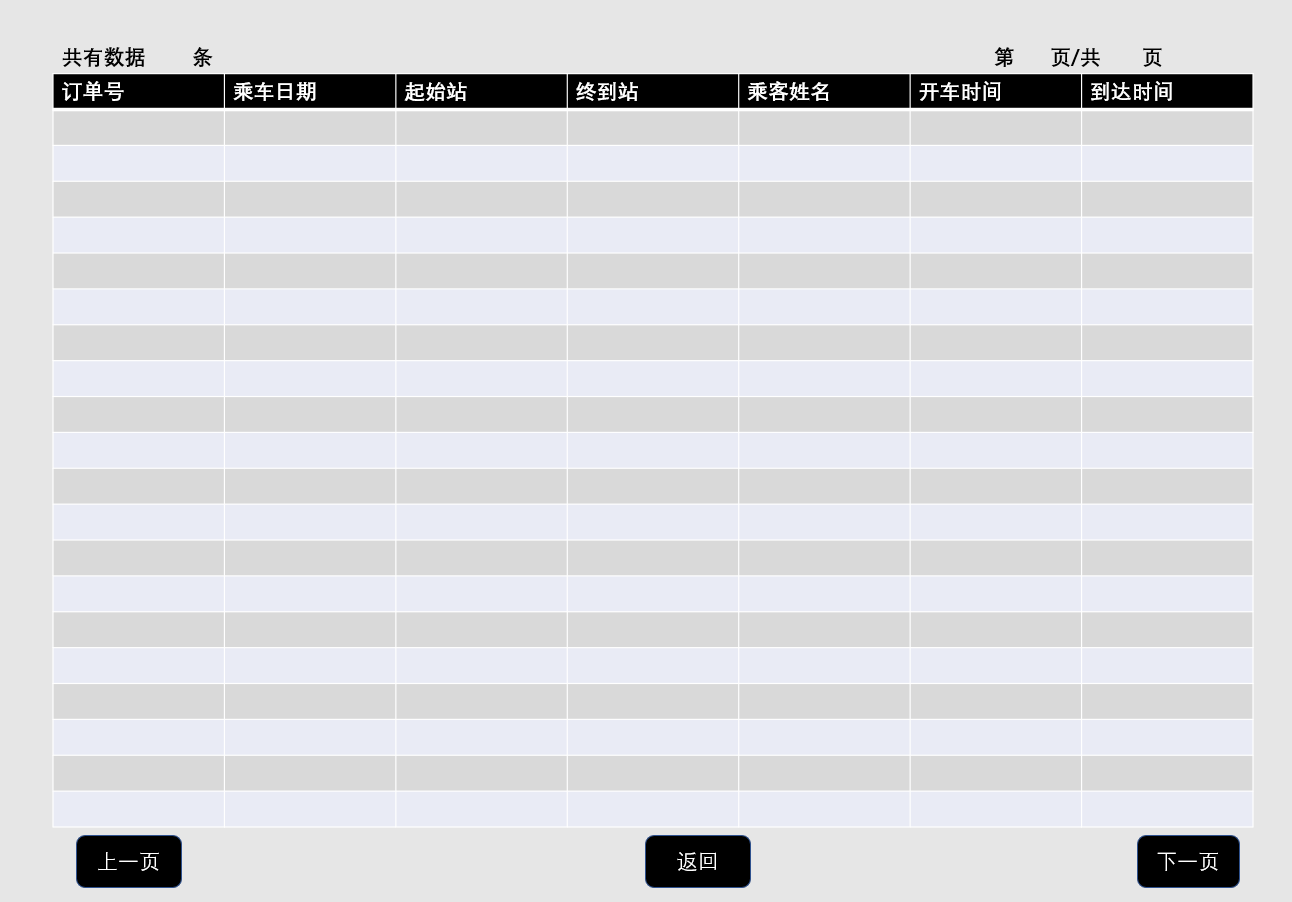 共有数据 条 第 页/共 页
订单号 乘车日期 起始站 终到站 乘客姓名 开车时间 到达时间
上一页 返回 下一页